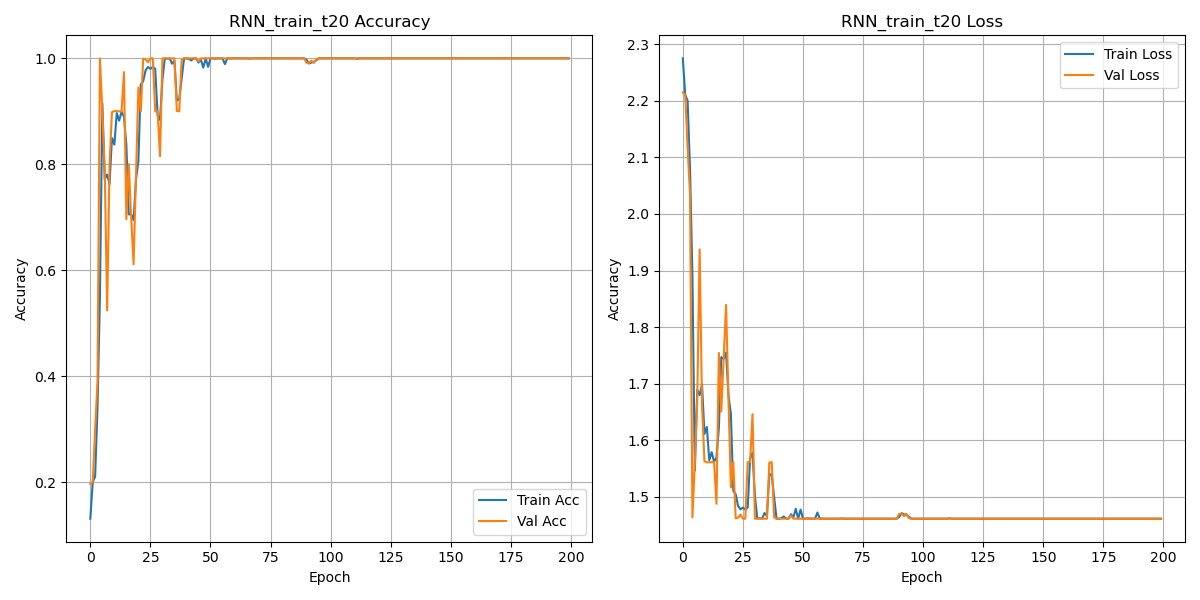 RNN_train_t20 Accuracy
Accuracy
1.0
0.8
0.6
0.4
0.2
0 25 50 75 100 125 150 175 200
Epoch
Train Acc
Val Acc
RNN_train_t20 Loss
Accuracy
2.3
2.2
2.1
2.0
1.9
1.8
1.7
1.6
1.5
0 25 50 75 100 125 150 175 200
Epoch
Train Loss
Val Loss